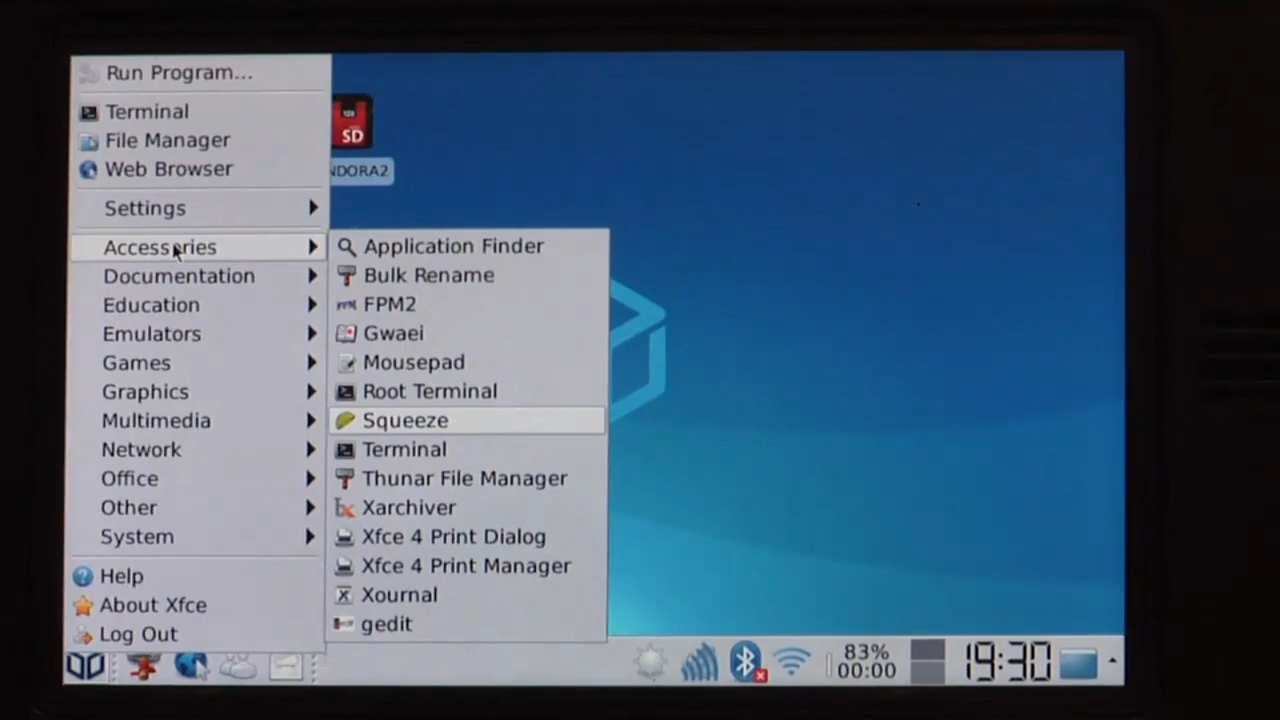 Run Program...
Terminal
File Manager
Web Browser
Settings
Accessories
Documentation
Education
Emulators
Games
Graphics
Multimedia
Network
Office
Other
System
Help
About Xfce
Log Out
SD
NDORA2
Application Finder
Bulk Rename
FPM2
Gwaei
Mousepad
Root Terminal
Squeeze
Terminal
Thunar File Manager
Xarchiver
Xfce 4 Print Dialog
Xfce 4 Print Manager
Xournal
gedit
83%
00:00
19:30